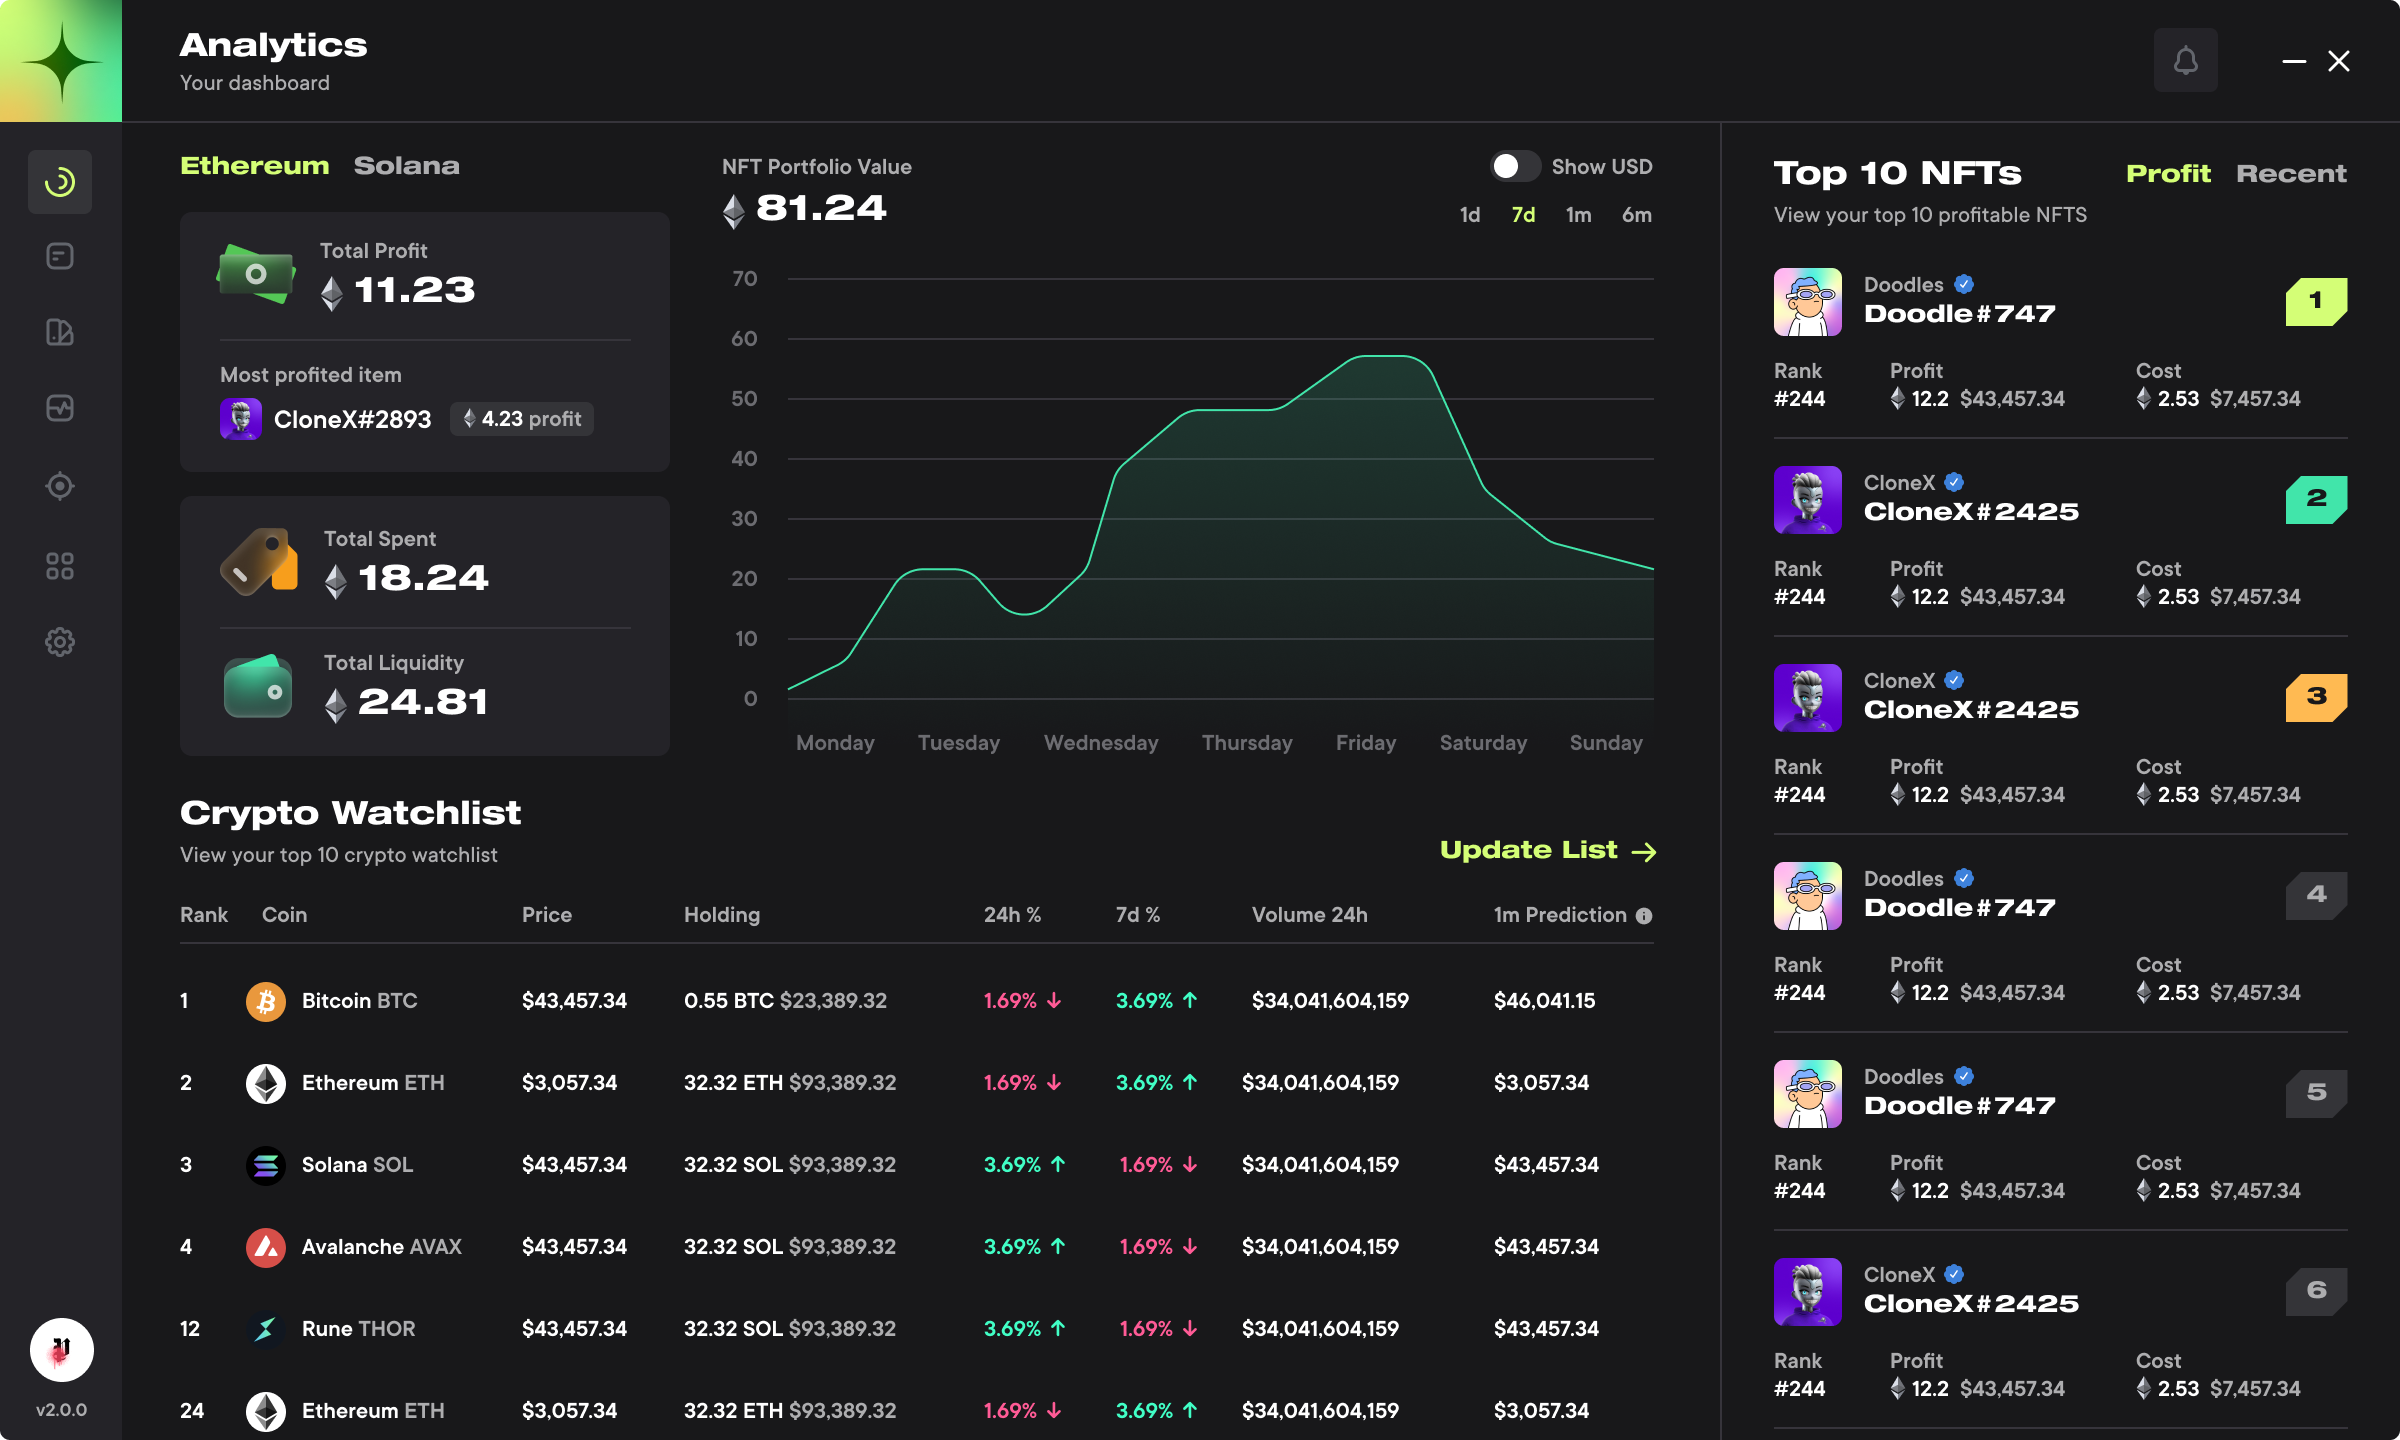 Analytics
Your dashboard
Ethereum Solana
Total Profit
11.23
Most profited item
CloneX#2893 4.23 profit
Total Spent
18.24
Total Liquidity
24.81
NFT Portfolio Value
81.24
Show USD
1d 7d 1m 6m
70
60
50
40
30
20
10
0
Monday Tuesday Wednesday Thursday Friday Saturday Sunday
Crypto Watchlist
View your top 10 crypto watchlist
Update List
Rank Coin Price Holding 24h % 7d % Volume 24h 1m Prediction
1 Bitcoin BTC $43,457.34 0.55 BTC $23,389.32 1.69% 3.69% $34,041,604,159 $46,041.15
2 Ethereum ETH $3,057.34 32.32 ETH $93,389.32 1.69% 3.69% $34,041,604,159 $3,057.34
3 Solana SOL $43,457.34 32.32 SOL $93,389.32 3.69% 1.69% $34,041,604,159 $43,457.34
4 Avalanche AVAX $43,457.34 32.32 SOL $93,389.32 3.69% 1.69% $34,041,604,159 $43,457.34
12 Rune THOR $43,457.34 32.32 SOL $93,389.32 3.69% 1.69% $34,041,604,159 $43,457.34
24 Ethereum ETH $3,057.34 32.32 ETH $93,389.32 1.69% 3.69% $34,041,604,159 $3,057.34
Top 10 NFTs
Profit Recent
View your top 10 profitable NFTS
Doodles
Doodle#747
1
Rank Profit Cost
#244 12.2 $43,457.34 2.53 $7,457.34
CloneX
CloneX#2425
2
Rank Profit Cost
#244 12.2 $43,457.34 2.53 $7,457.34
CloneX
CloneX#2425
3
Rank Profit Cost
#244 12.2 $43,457.34 2.53 $7,457.34
Doodles
Doodle#747
4
Rank Profit Cost
#244 12.2 $43,457.34 2.53 $7,457.34
Doodles
Doodle#747
5
Rank Profit Cost
#244 12.2 $43,457.34 2.53 $7,457.34
CloneX
CloneX#2425
6
Rank Profit Cost
#244 12.2 $43,457.34 2.53 $7,457.34
v2.0.0